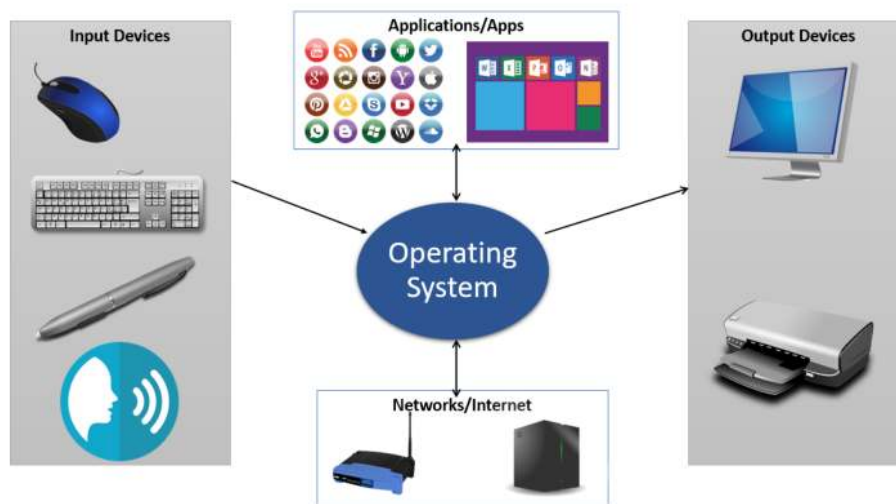 Input Devices
Applications/Apps
Output Devices
Operating
System
Networks/Internet